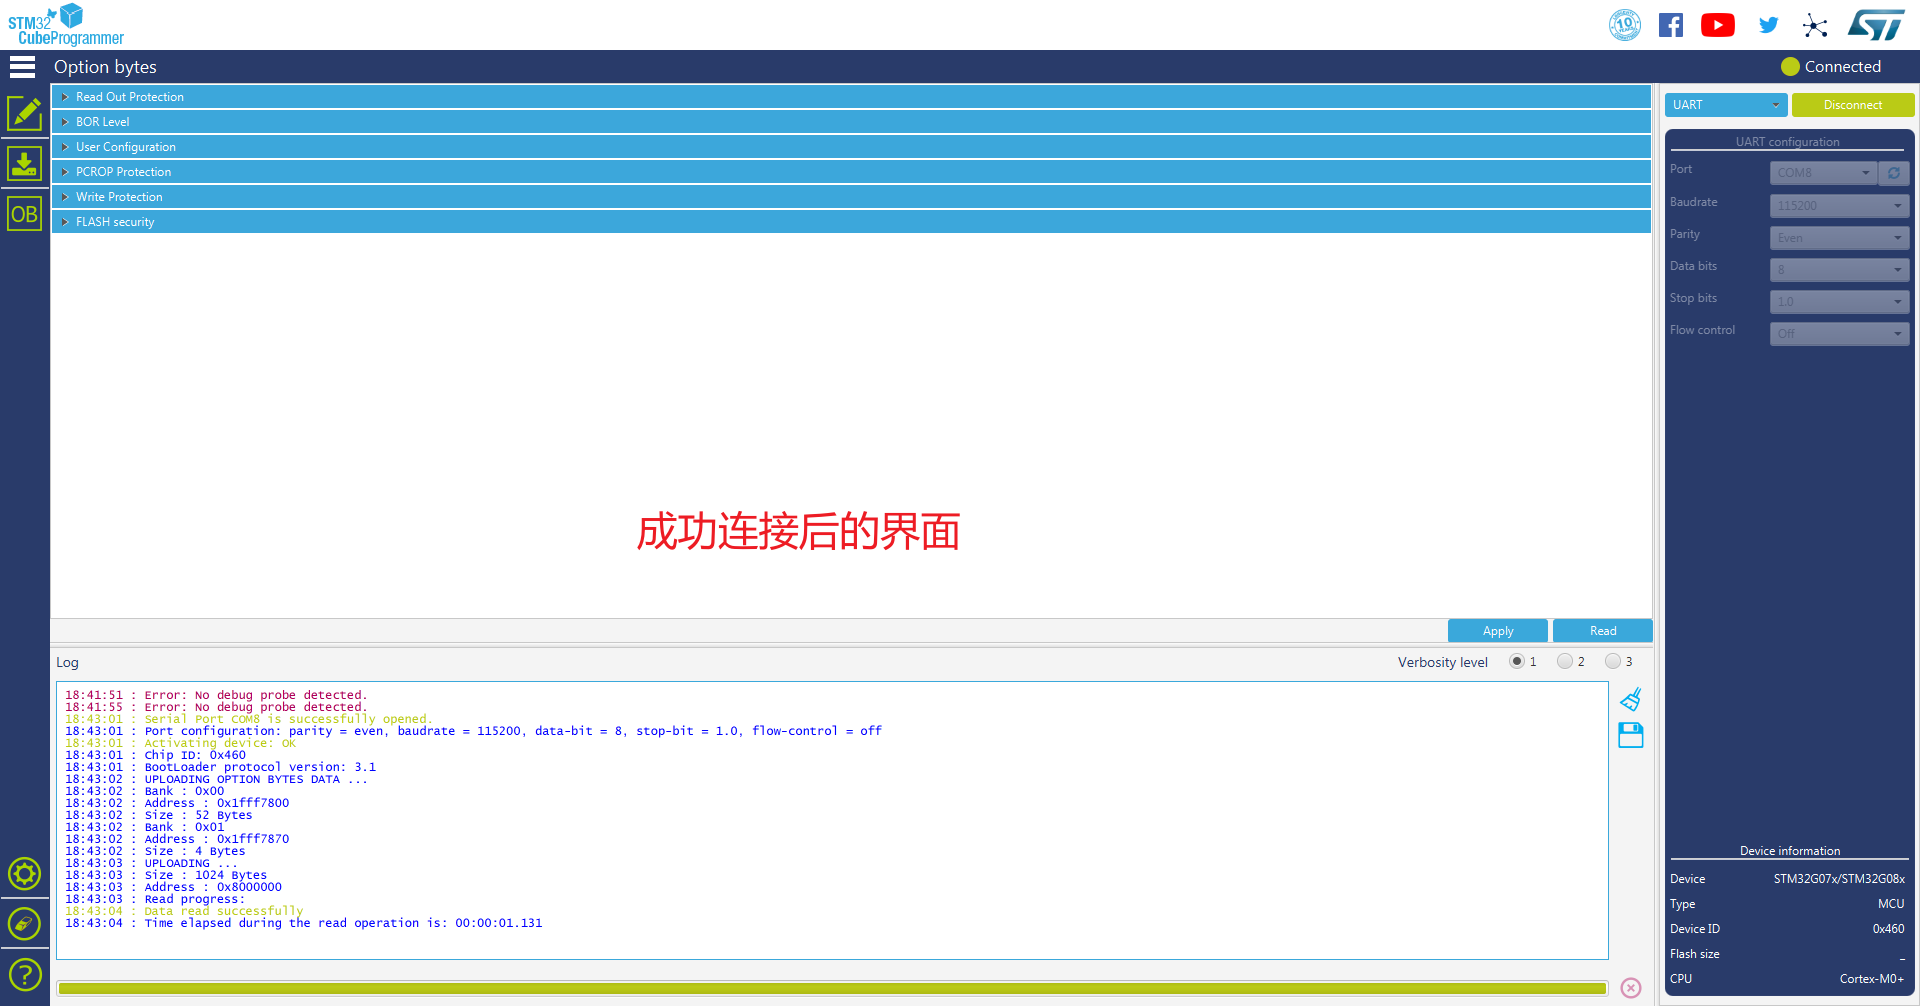 STM32
CubeProgrammer
10
ST
Option bytes
Connected
Read Out Protection
BOR Level
User Configuration
PCROP Protection
Write Protection
FLASH security
OB
UART
Disconnect
UART configuration
Port
COM8
Baudrate
115200
Parity
Even
Data bits
8
Stop bits
1.0
Flow control
Off
成功连接后的界面
Apply
Read
Log
Verbosity level
1
2
3
18:41:51 : Error: No debug probe detected.
18:41:55 : Error: No debug probe detected.
18:43:01 : Serial Port COM8 is successfully opened.
18:43:01 : Port configuration: parity = even, baudrate = 115200, data-bit = 8, stop-bit = 1.0, flow-control = off
18:43:01 : Activating device: OK
18:43:01 : Chip ID: 0x460
18:43:01 : BootLoader protocol version: 3.1
18:43:02 : UPLOADING OPTION BYTES DATA ...
18:43:02 : Bank : 0x00
18:43:02 : Address : 0x1fff7800
18:43:02 : Size : 52 Bytes
18:43:02 : Bank : 0x01
18:43:02 : Address : 0x1fff7870
18:43:02 : Size : 4 Bytes
18:43:03 : UPLOADING ...
18:43:03 : Size : 1024 Bytes
18:43:03 : Address : 0x8000000
18:43:03 : Read progress:
18:43:04 : Data read successfully
18:43:04 : Time elapsed during the read operation is: 00:00:01.131
Device information
Device
STM32G07x/STM32G08x
Type
MCU
Device ID
0x460
Flash size
_
CPU
Cortex-M0+